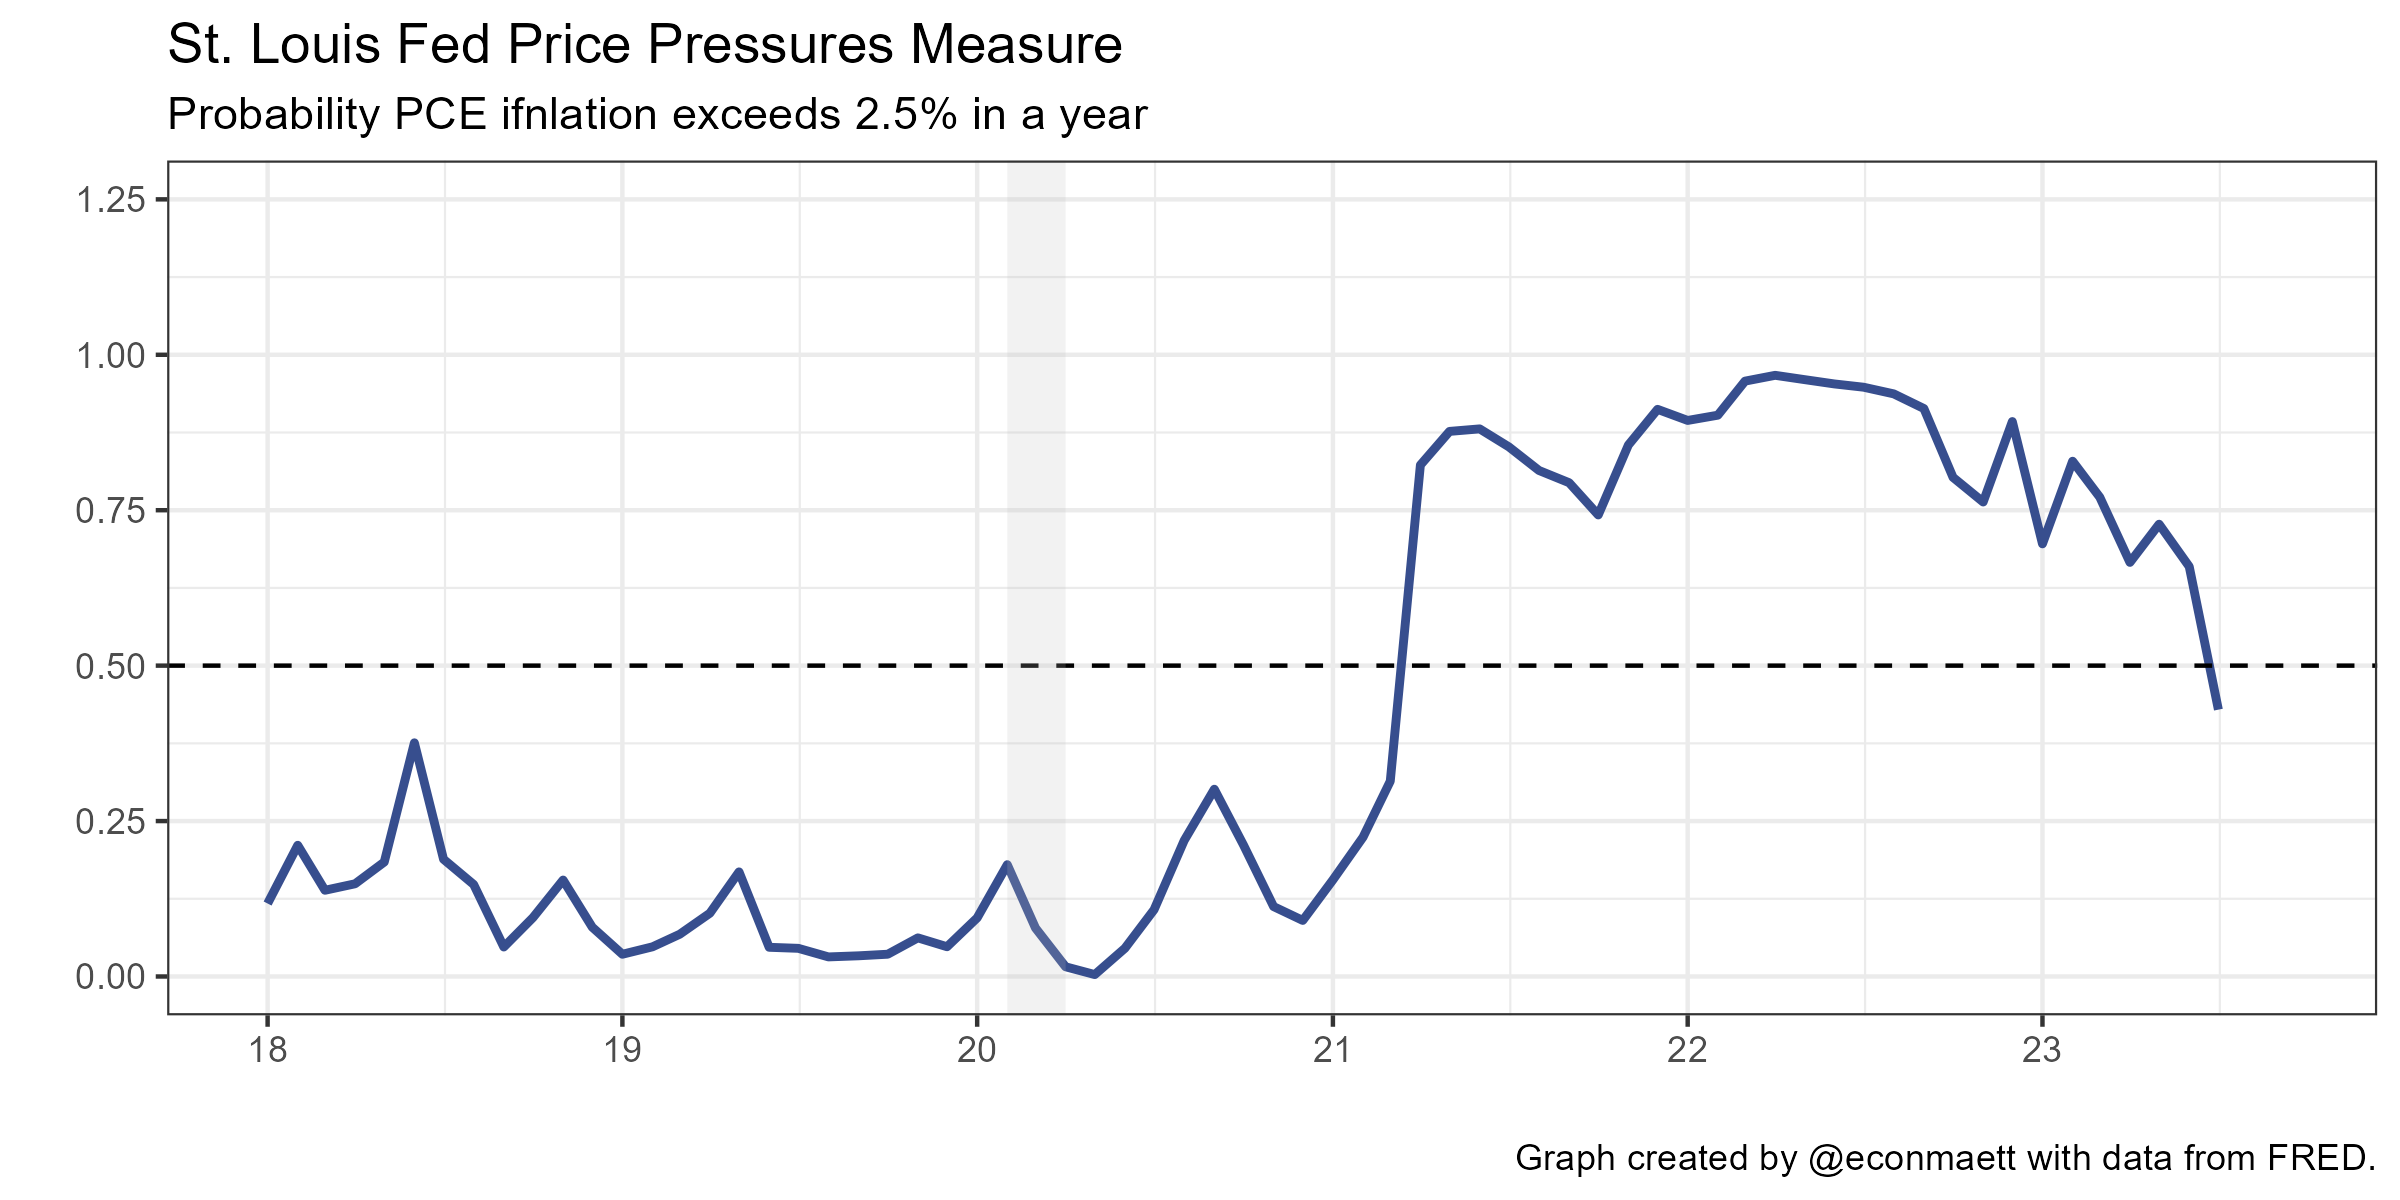 St. Louis Fed Price Pressures Measure
Probability PCE ifnlation exceeds 2.5% in a year
1.25
1.00
0.75
0.50
0.25
0.00
18 19 20 21 22 23
Graph created by @econmaett with data from FRED.